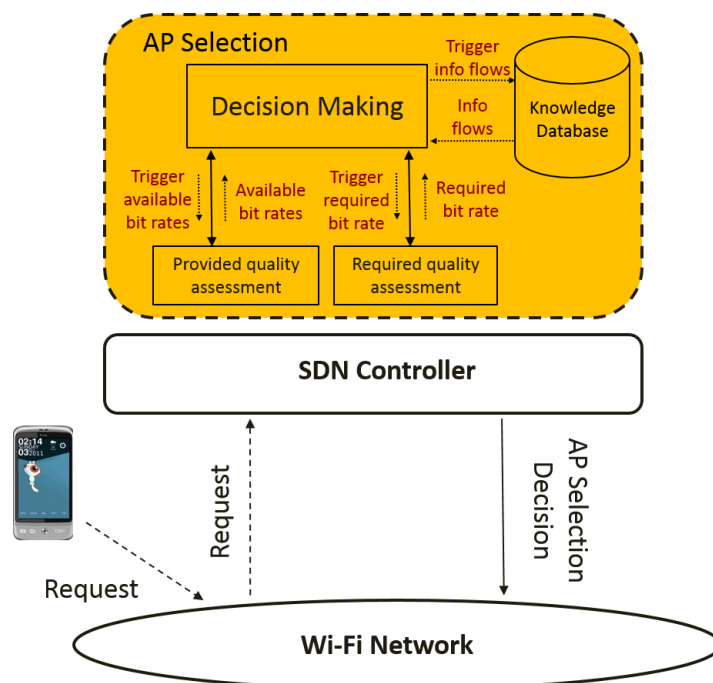 AP Selection
Trigger
info flows
Decision Making
Info
flows
Knowledge
Database
Trigger
available
bit rates
Available
bit rates
Trigger
required
bit rate
Required
bit rate
Provided quality
assessment
Required quality
assessment
SDN Controller
02:14
SUNDAY
03.2011
Request
Request
AP Selection
Decision
Wi-Fi Network